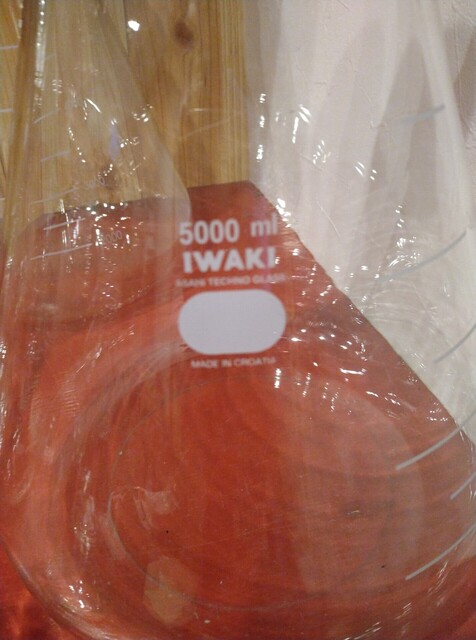 5000 ml
IWAKI
ASAHI TECHNO GLASS
MADE IN CROATIA